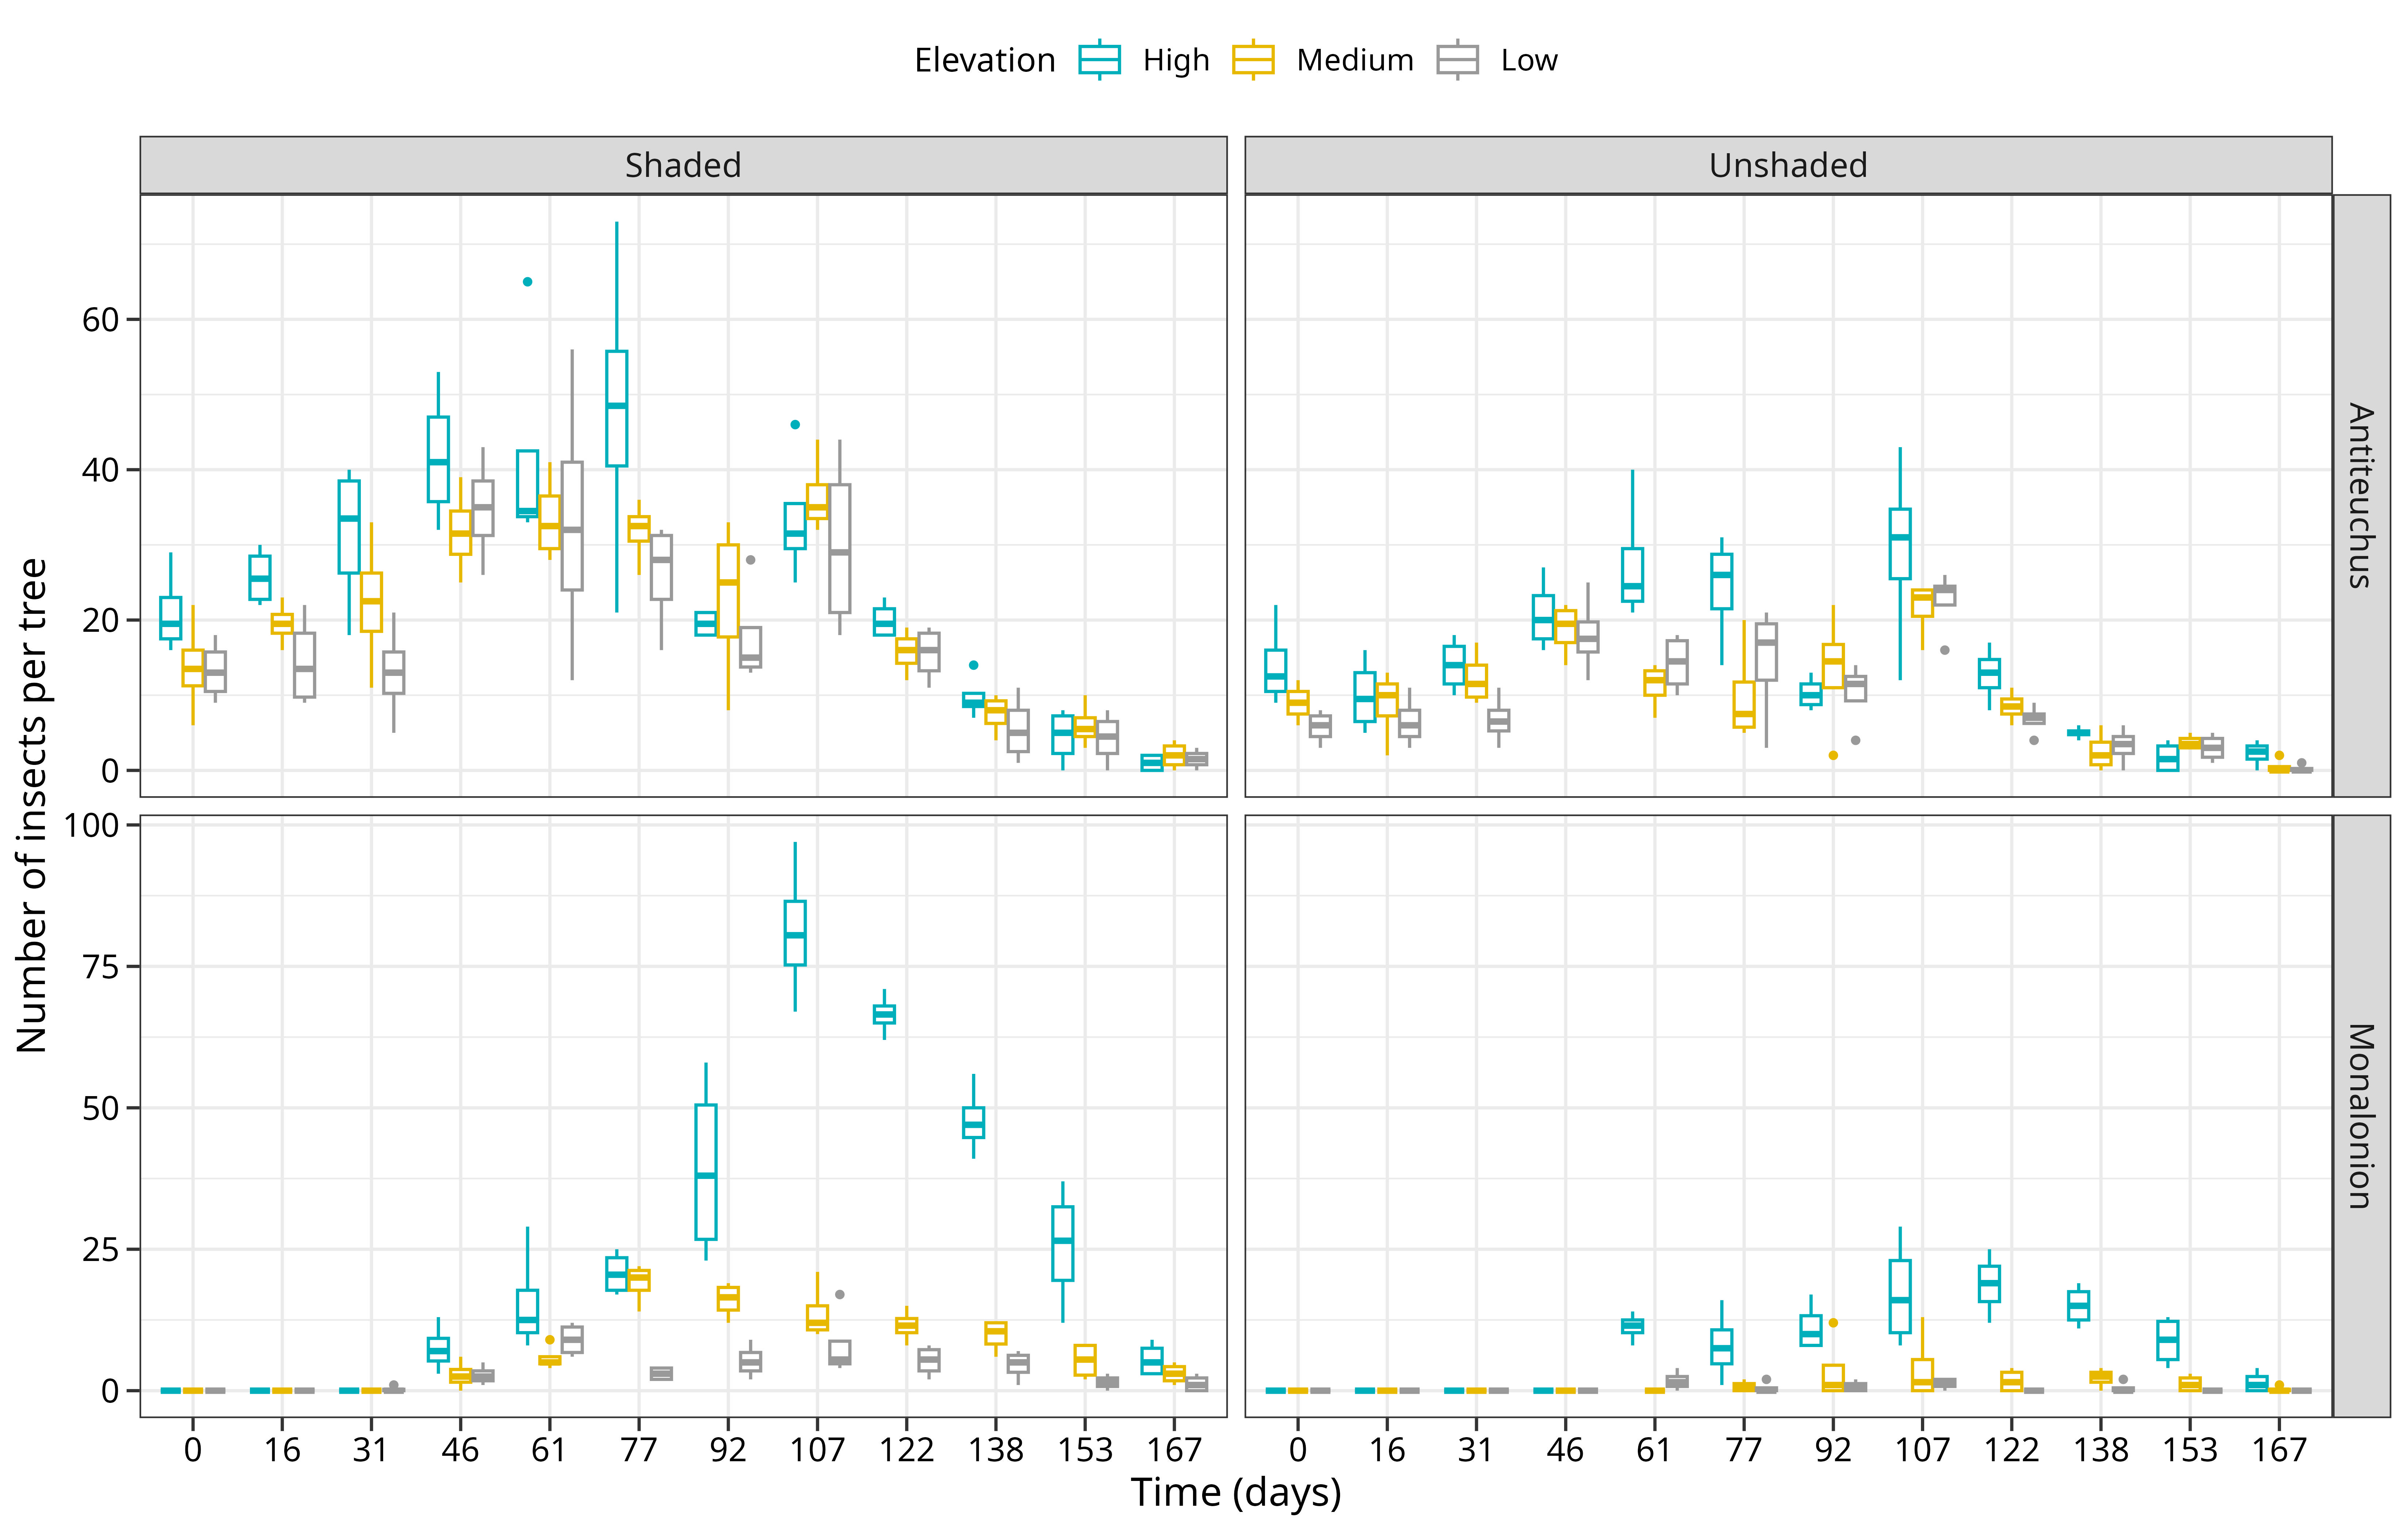 Elevation High Medium Low
Shaded Unshaded
Antiteuchus
60
40
20
0
Monalonion
100
75
50
25
0
Number of insects per tree
0 16 31 46 61 77 92 107 122 138 153 167 0 16 31 46 61 77 92 107 122 138 153 167
Time (days)